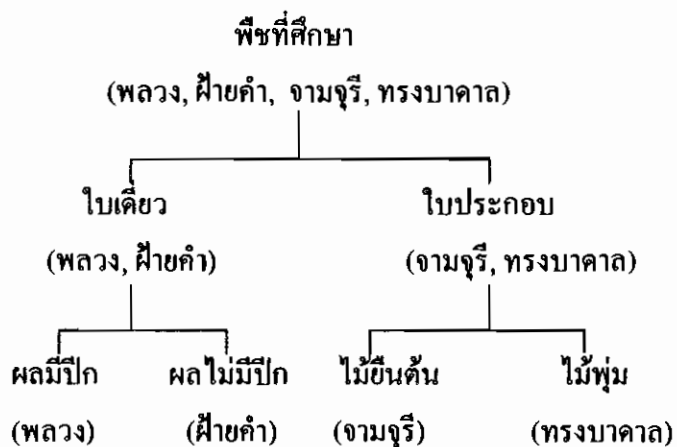 พืชที่ศึกษา
(พลวง, ฝ้ายคำ, จามจุรี, ทรงบาดาล)
ใบเดี่ยว ใบประกอบ
(พลวง, ฝ้ายคำ) (จามจุรี, ทรงบาดาล)
ผลมีปีก ผลไม่มีปีก ไม้ยืนต้น ไม้พุ่ม
(พลวง) (ฝ้ายคำ) (จามจุรี) (ทรงบาดาล)